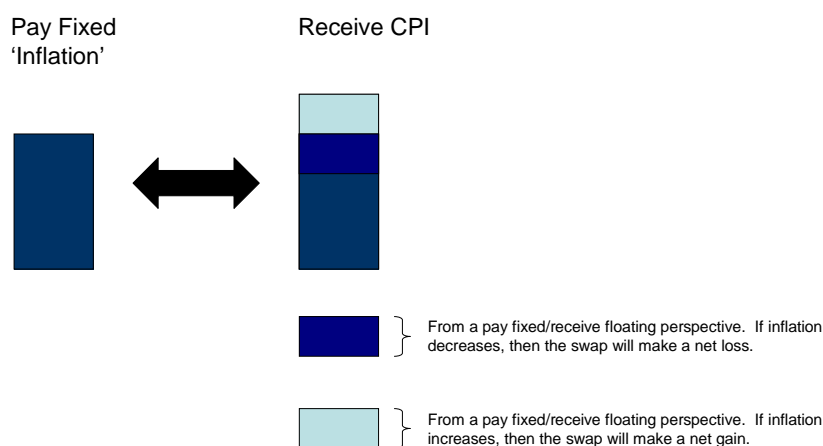 Pay Fixed
‘Inflation’
Receive CPI
From a pay fixed/receive floating perspective.  If inflation
decreases, then the swap will make a net loss.
From a pay fixed/receive floating perspective.  If inflation
increases, then the swap will make a net gain.